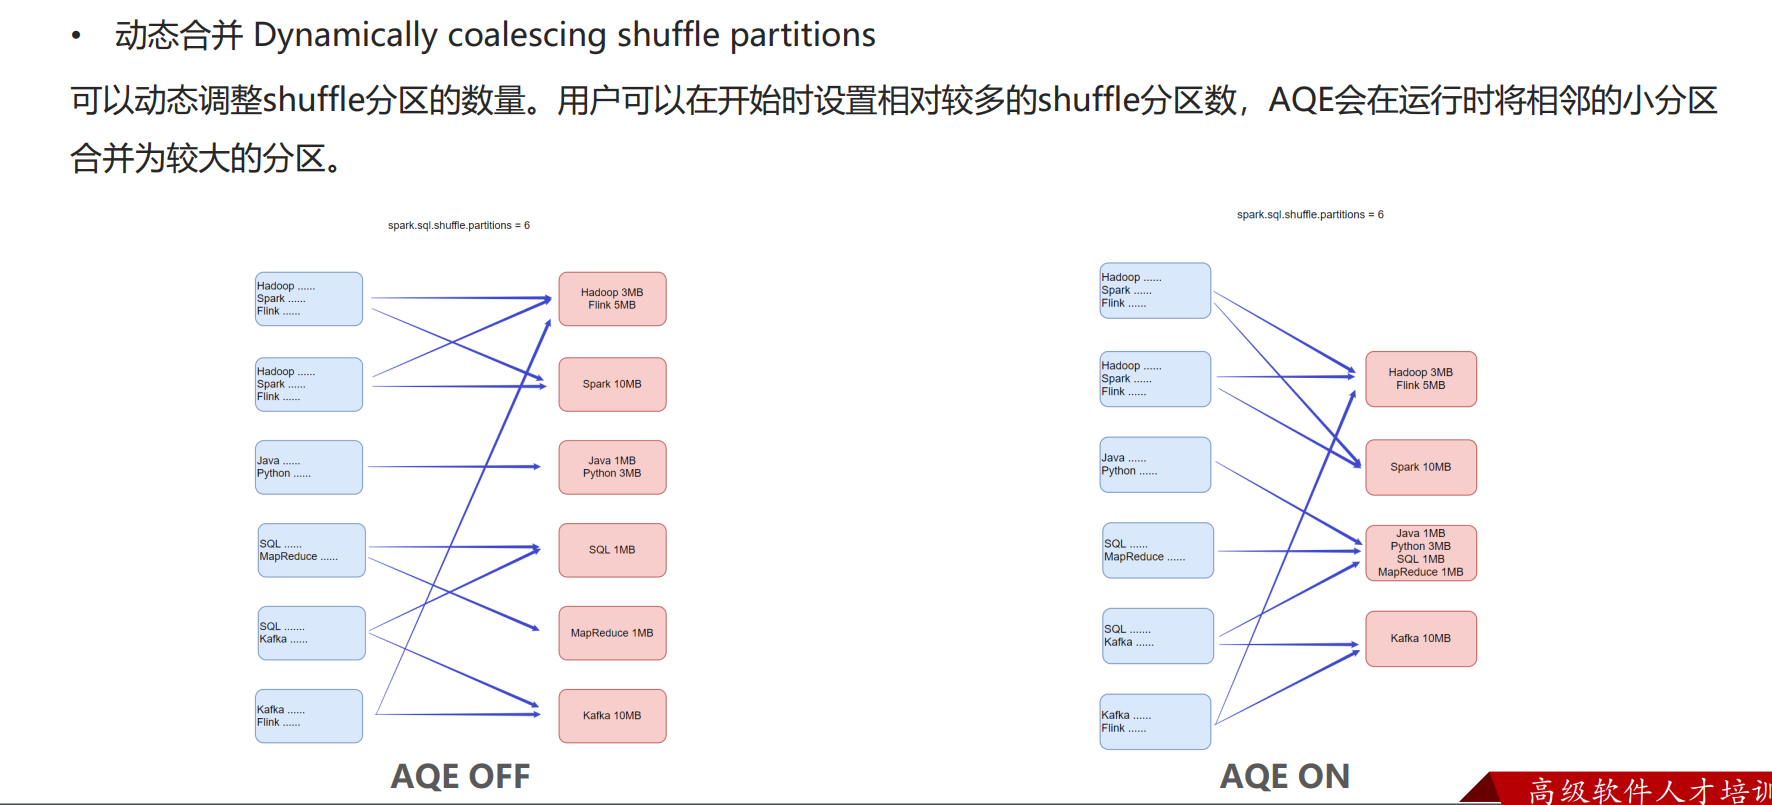 • 动态合并 Dynamically coalescing shuffle partitions
可以动态调整shuffle分区的数量。用户可以在开始时设置相对较多的shuffle分区数，AQE会在运行时将相邻的小分区
合并为较大的分区。
spark.sql.shuffle.partitions = 6
Hadoop ......
Spark ......
Flink ......
Hadoop ......
Spark ......
Flink ......
Java ......
Python ......
SQL ......
MapReduce ......
SQL .......
Kafka ......
Kafka ......
Flink ......
Hadoop 3MB
Flink 5MB
Spark 10MB
Java 1MB
Python 3MB
SQL 1MB
MapReduce 1MB
Kafka 10MB
AQE OFF
spark.sql.shuffle.partitions = 6
Hadoop ......
Spark ......
Flink ......
Hadoop ......
Spark ......
Flink ......
Java ......
Python ......
SQL ......
MapReduce ......
SQL .......
Kafka ......
Kafka ......
Flink ......
Hadoop 3MB
Flink 5MB
Spark 10MB
Java 1MB
Python 3MB
SQL 1MB
MapReduce 1MB
Kafka 10MB
AQE ON
高级软件人才培训